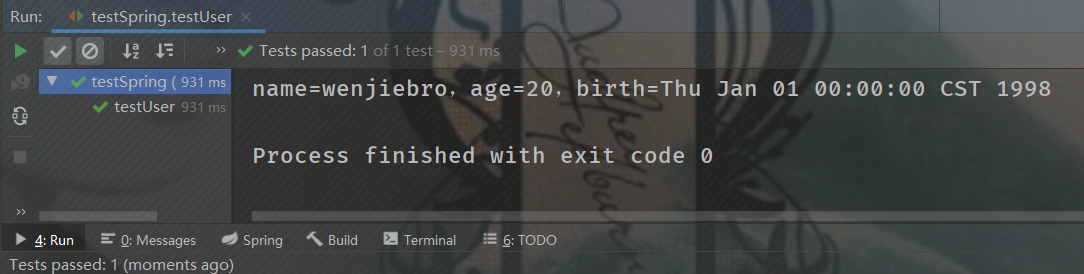 Run: testSpring.testUser
Tests passed: 1 of 1 test – 931 ms
testSpring ( 931 ms
testUser 931 ms
name=wenjiebro，age=20，birth=Thu Jan 01 00:00:00 CST 1998
Process finished with exit code 0
4: Run 0: Messages Spring Build Terminal 6: TODO
Tests passed: 1 (moments ago)